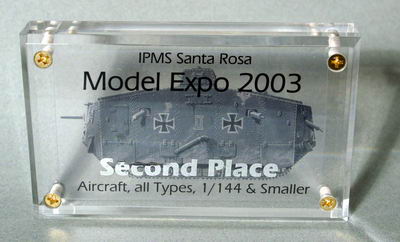 IPMS Santa Rosa
Model Expo 2003
Second Place
Aircraft, all Types, 1/144 & Smaller